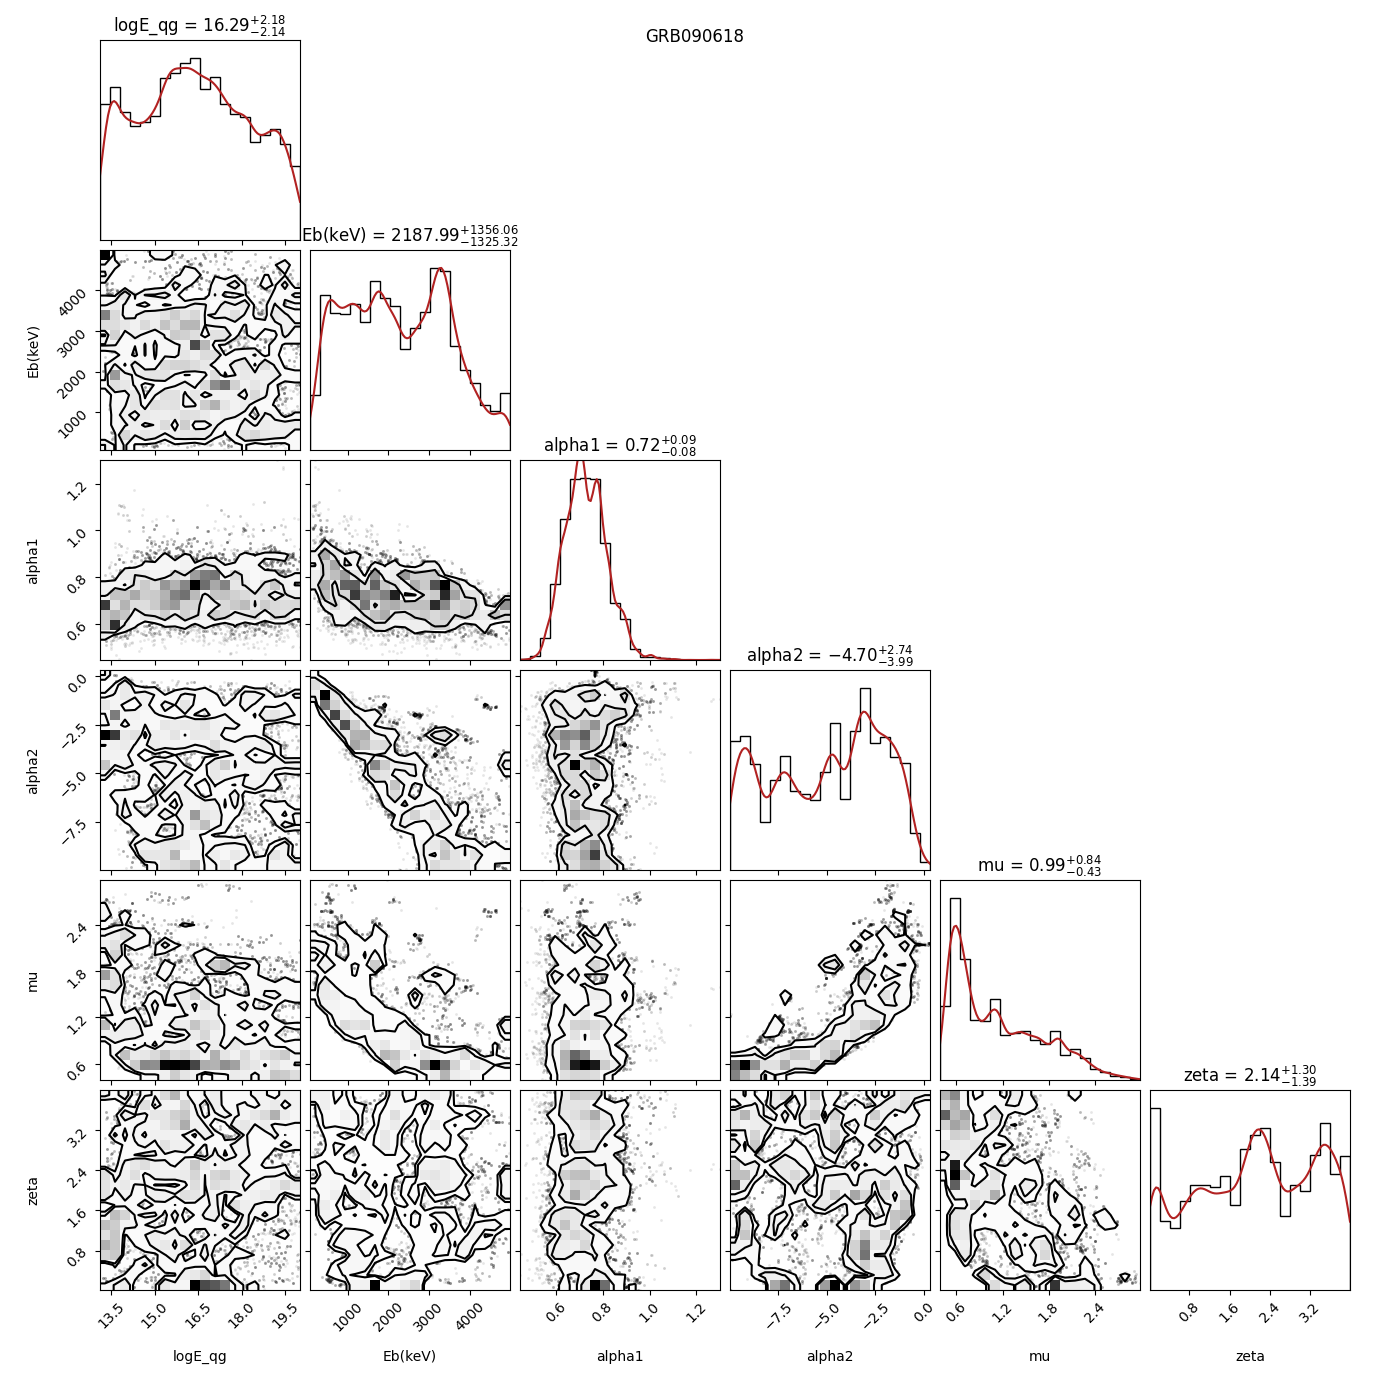 GRB090618
logE_qg = 16.29+2.18 −2.14
Eb(keV) = 2187.99+1356.06 −1325.32
4000
3000
2000
1000
Eb(keV)
alpha1 = 0.72+0.09 −0.08
1.2
1.0
0.8
0.6
alpha1
alpha2 = −4.70+2.74 −3.99
0.0
−2.5
−5.0
−7.5
alpha2
mu = 0.99+0.84 −0.43
2.4
1.8
1.2
0.6
mu
zeta = 2.14+1.30 −1.39
3.2
2.4
1.6
0.8
zeta
13.5 15.0 16.5 18.0 19.5 1000 2000 3000 4000 0.6 0.8 1.0 1.2 −7.5 −5.0 −2.5 0.0 0.6 1.2 1.8 2.4 0.8 1.6 2.4 3.2
logE_qg Eb(keV) alpha1 alpha2 mu zeta